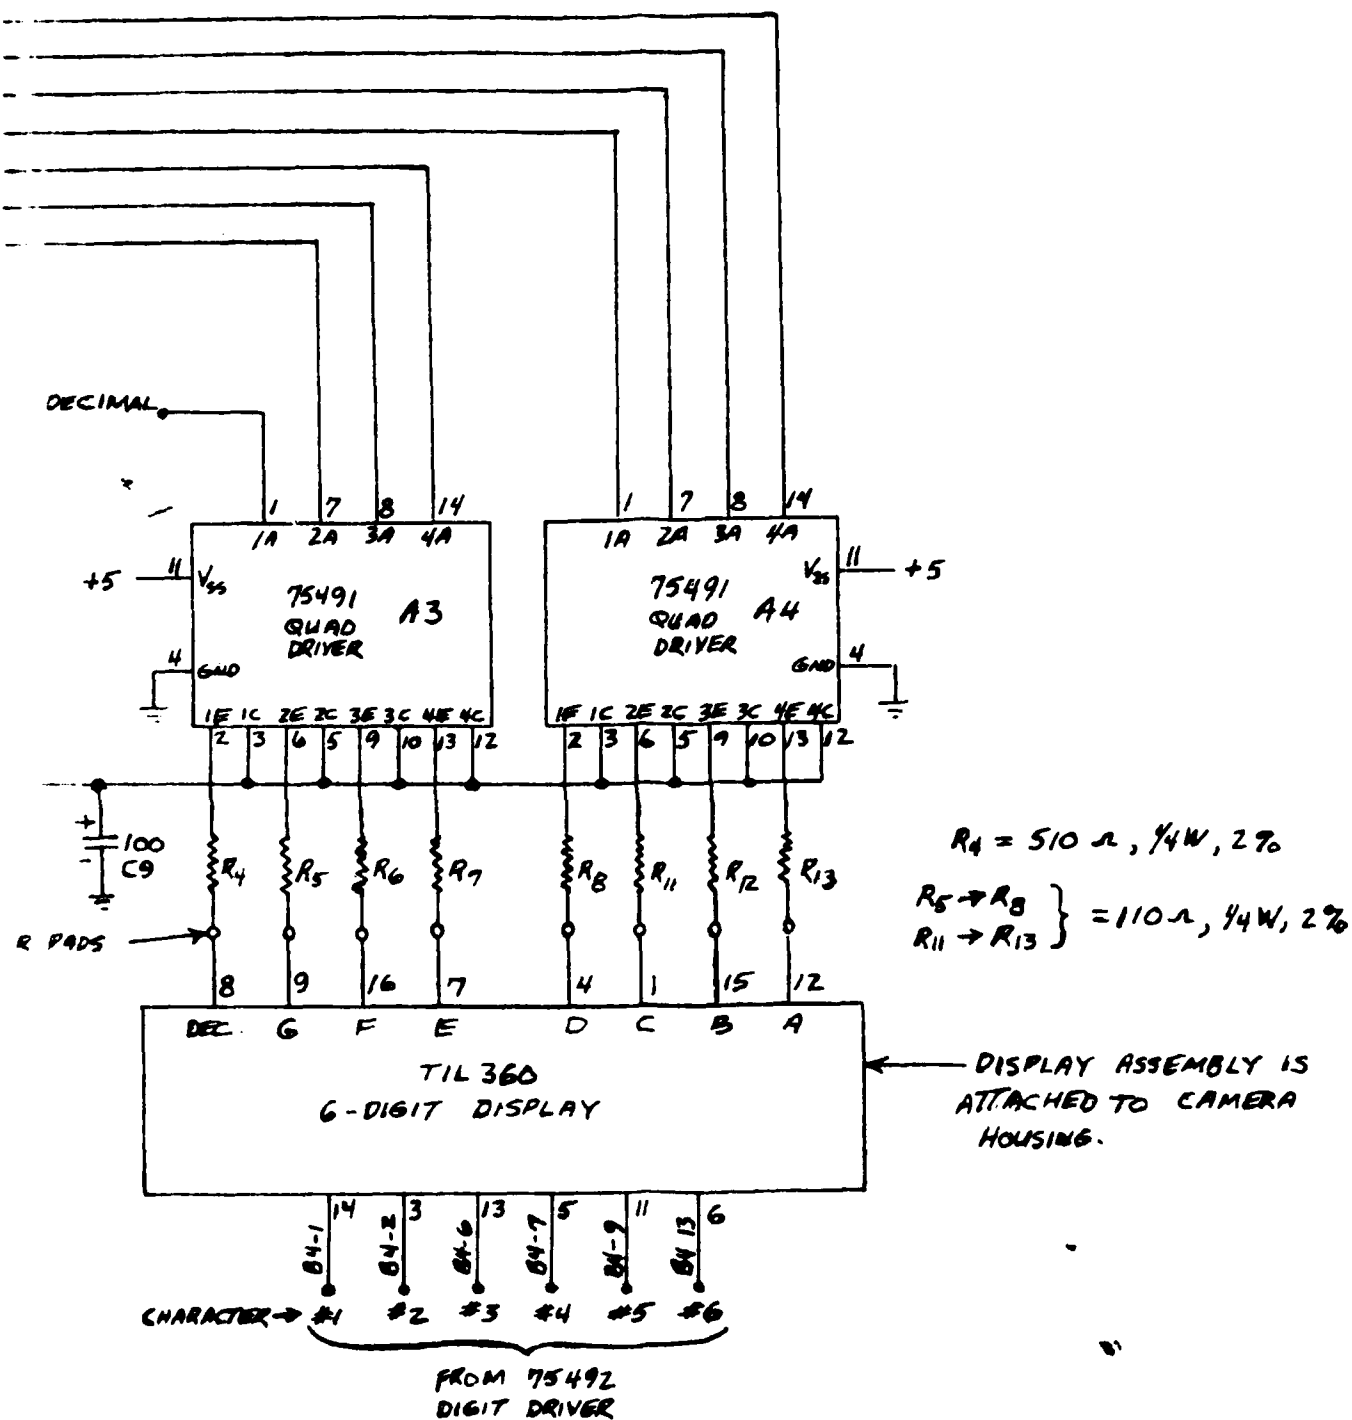 DECIMAL
1 7 8 14
1 7 8 14
1A 2A 3A 4A
1A 2A 3A 4A
+5 11 VSS
VSS 11 +5
75491 QUAD DRIVER A3
75491 QUAD DRIVER A4
4 GND
GND 4
1E 1C 2E 2C 3E 3C 4E 4C
1E 1C 2E 2C 3E 3C 4E 4C
2 3 6 5 9 10 13 12
2 3 6 5 9 10 13 12
+
100
-
C9
R4 R5 R6 R7 R8 R11 R12 R13
R4 = 510 Ω, 1/4W, 2%
R5 → R8
R11 → R13 } = 110 Ω, 1/4W, 2%
R PADS
8 9 16 7 4 1 15 12
DEC. G F E D C B A
TIL 360
6-DIGIT DISPLAY
DISPLAY ASSEMBLY IS
ATTACHED TO CAMERA
HOUSING.
14 3 13 5 11 6
B4-1 B4-2 B4-6 B4-7 B4-9 B4 13
CHARACTER → #1 #2 #3 #4 #5 #6
FROM 75492
DIGIT DRIVER